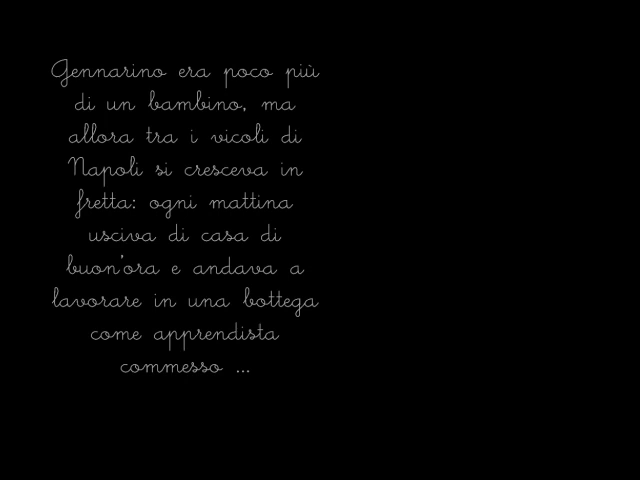 Gennarino era poco più
di un bambino, ma
allora tra i vicoli di
Napoli si cresceva in
fretta: ogni mattina
usciva di casa di
buon'ora e andava a
lavorare in una bottega
come apprendista
commesso ...